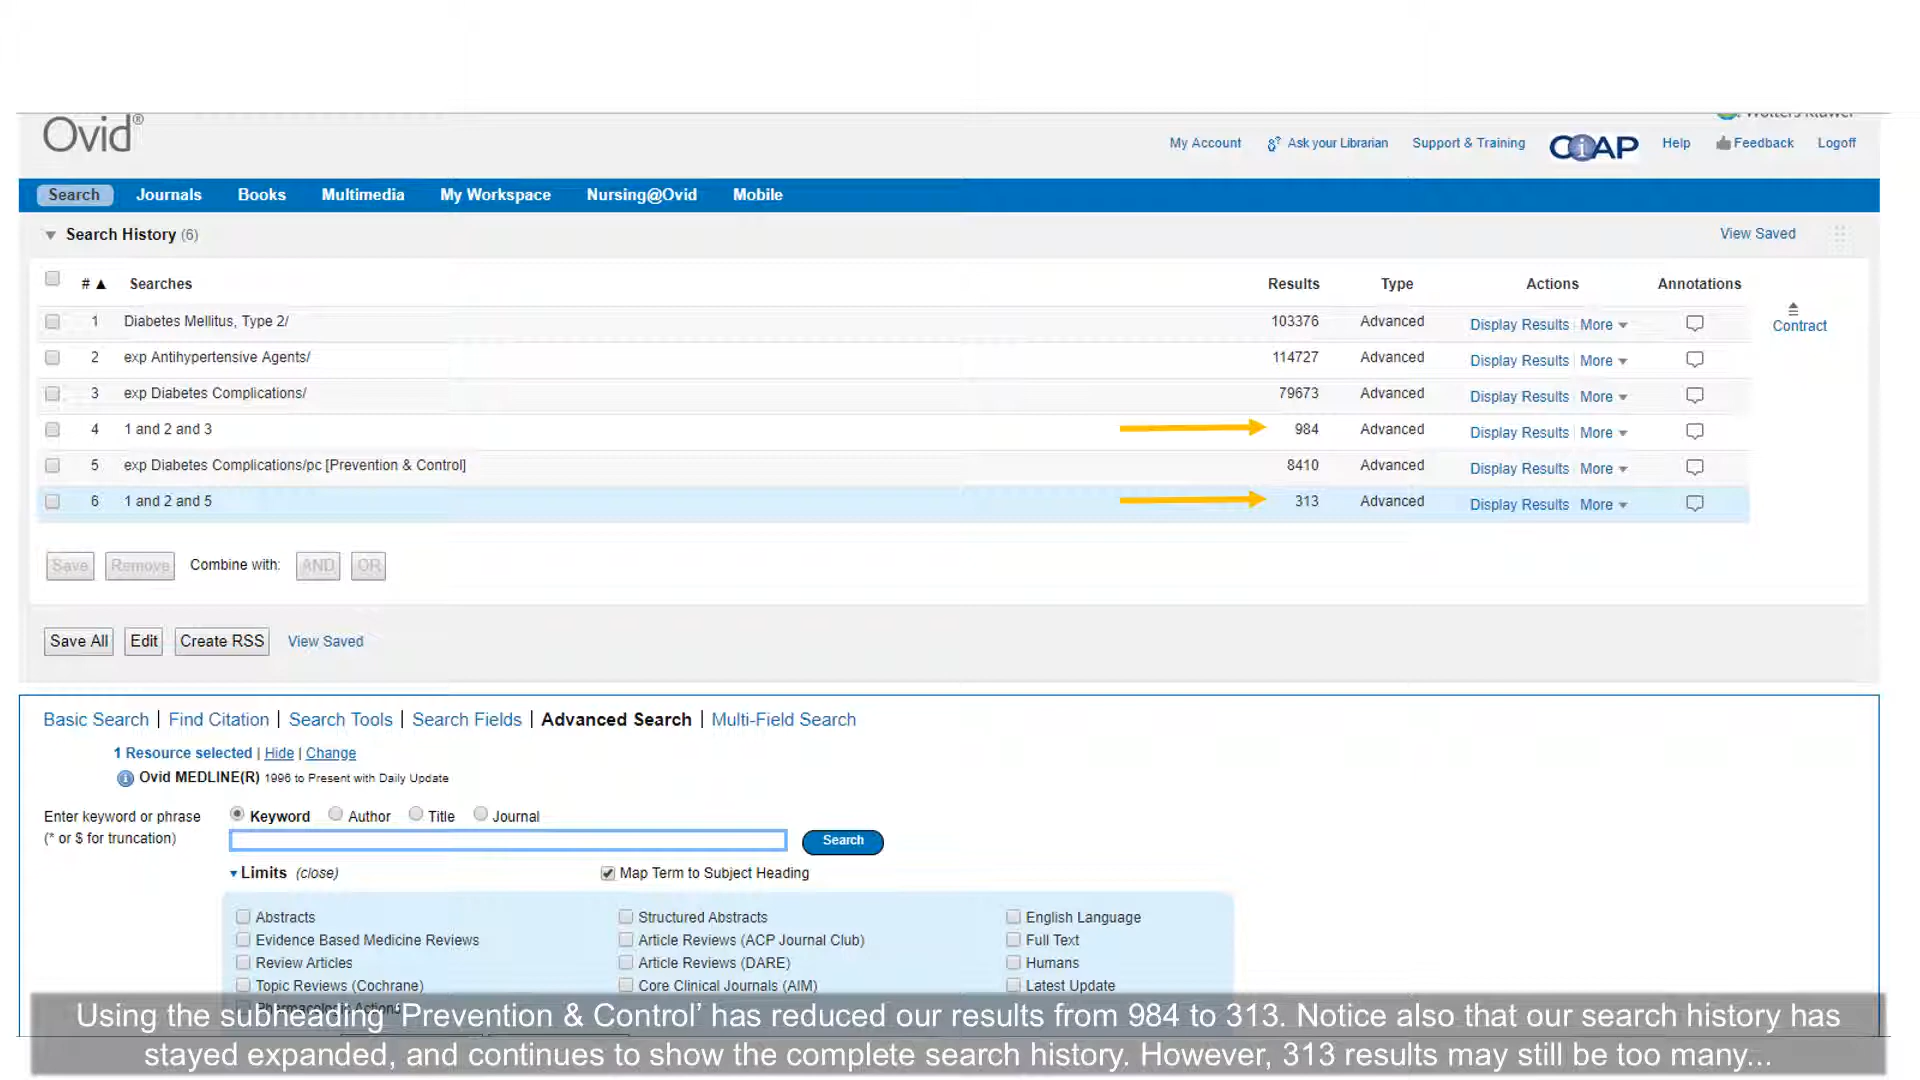 Ovid®
Wolters Kluwer
My Account Ask your Librarian Support & Training CIAP Help Feedback Logoff
Search Journals Books Multimedia My Workspace Nursing@Ovid Mobile
Search History (6) View Saved
# ▲ Searches Results Type Actions Annotations
1 Diabetes Mellitus, Type 2/ 103376 Advanced Display Results More
Contract
2 exp Antihypertensive Agents/ 114727 Advanced Display Results More
3 exp Diabetes Complications/ 79673 Advanced Display Results More
4 1 and 2 and 3 984 Advanced Display Results More
5 exp Diabetes Complications/pc [Prevention & Control] 8410 Advanced Display Results More
6 1 and 2 and 5 313 Advanced Display Results More
Save Remove Combine with: AND OR
Save All Edit Create RSS View Saved
Basic Search | Find Citation | Search Tools | Search Fields | Advanced Search | Multi-Field Search
1 Resource selected | Hide | Change
Ovid MEDLINE(R) 1996 to Present with Daily Update
Enter keyword or phrase
(* or $ for truncation)
Keyword Author Title Journal
Search
Limits (close) Map Term to Subject Heading
Abstracts Structured Abstracts English Language
Evidence Based Medicine Reviews Article Reviews (ACP Journal Club) Full Text
Review Articles Article Reviews (DARE) Humans
Topic Reviews (Cochrane) Core Clinical Journals (AIM) Latest Update
Pharmacologic Actions
Using the subheading ‘Prevention & Control’ has reduced our results from 984 to 313. Notice also that our search history has
stayed expanded, and continues to show the complete search history. However, 313 results may still be too many...